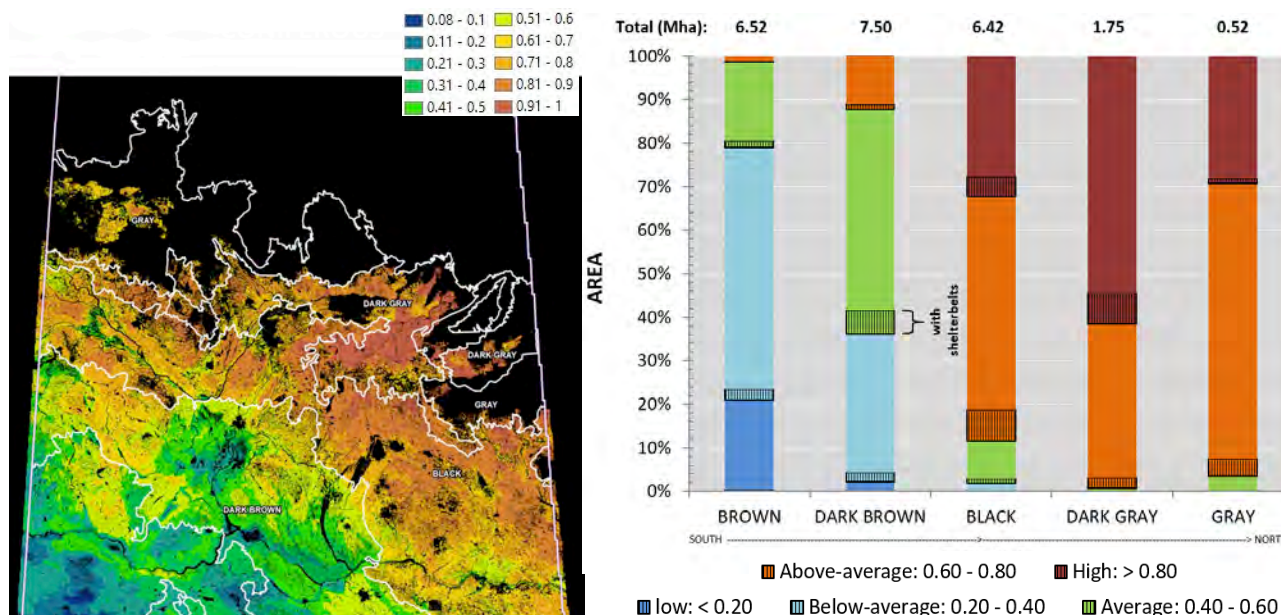 0.08 - 0.1 0.51 - 0.6
0.11 - 0.2 0.61 - 0.7
0.21 - 0.3 0.71 - 0.8
0.31 - 0.4 0.81 - 0.9
0.41 - 0.5 0.91 - 1
GRAY
DARK GRAY
DARK GRAY
GRAY
BLACK
DARK BROWN
Total (Mha): 6.52 7.50 6.42 1.75 0.52
100%
90%
80%
70%
60%
50%
40%
30%
20%
10%
0%
AREA
with
shelterbelts
BROWN DARK BROWN BLACK DARK GRAY GRAY
SOUTH NORT
Above-average: 0.60 - 0.80 High: > 0.80
low: < 0.20 Below-average: 0.20 - 0.40 Average: 0.40 - 0.60